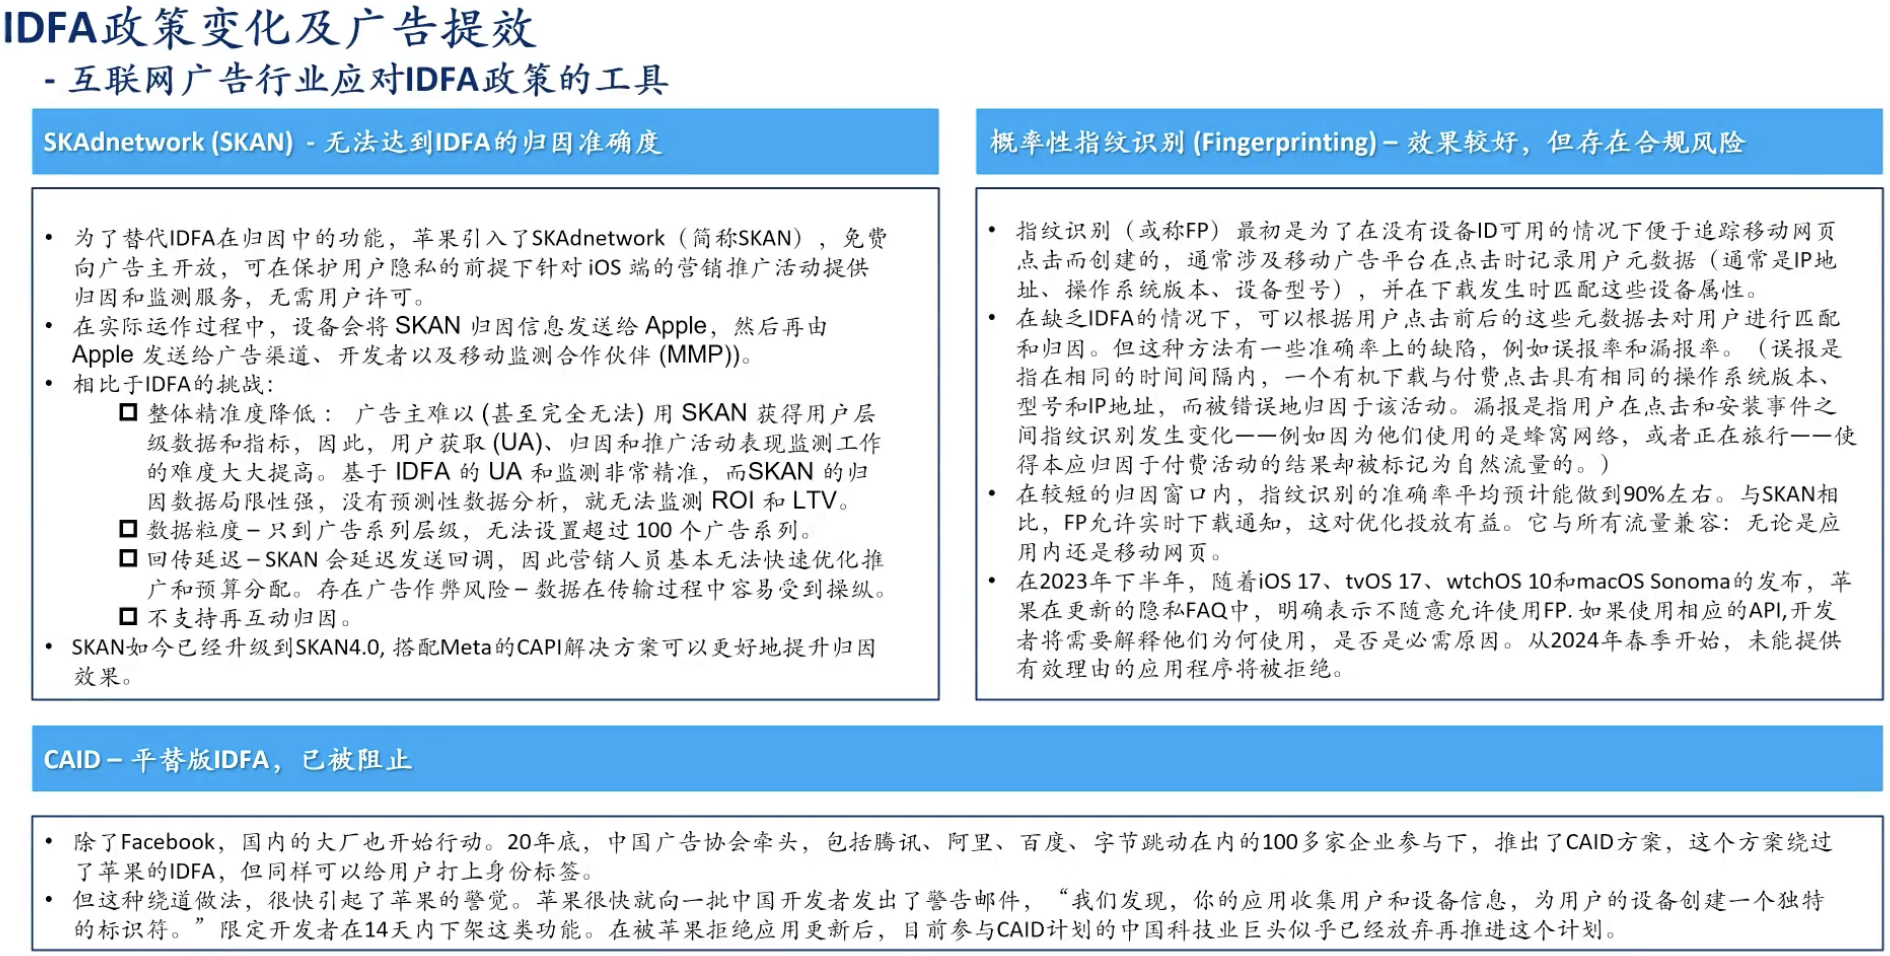 IDFA政策变化及广告提效
- 互联网广告行业应对IDFA政策的工具
SKAdnetwork (SKAN) - 无法达到IDFA的归因准确度
• 为了替代IDFA在归因中的功能，苹果引入了SKAdnetwork（简称SKAN），免费
向广告主开放，可在保护用户隐私的前提下针对 iOS 端的营销推广活动提供
归因和监测服务，无需用户许可。
• 在实际运作过程中，设备会将 SKAN 归因信息发送给 Apple，然后再由
Apple 发送给广告渠道、开发者以及移动监测合作伙伴 (MMP))。
• 相比于IDFA的挑战：
❑ 整体精准度降低： 广告主难以 (甚至完全无法) 用 SKAN 获得用户层
级数据和指标，因此，用户获取 (UA)、归因和推广活动表现监测工作
的难度大大提高。基于 IDFA 的 UA 和监测非常精准，而SKAN 的归
因数据局限性强，没有预测性数据分析，就无法监测 ROI 和 LTV。
❑ 数据粒度 – 只到广告系列层级，无法设置超过 100 个广告系列。
❑ 回传延迟 – SKAN 会延迟发送回调，因此营销人员基本无法快速优化推
广和预算分配。存在广告作弊风险 – 数据在传输过程中容易受到操纵。
❑ 不支持再互动归因。
• SKAN如今已经升级到SKAN4.0, 搭配Meta的CAPI解决方案可以更好地提升归因
效果。
概率性指纹识别 (Fingerprinting) – 效果较好，但存在合规风险
• 指纹识别（或称FP）最初是为了在没有设备ID可用的情况下便于追踪移动网页
点击而创建的，通常涉及移动广告平台在点击时记录用户元数据（通常是IP地
址、操作系统版本、设备型号），并在下载发生时匹配这些设备属性。
• 在缺乏IDFA的情况下，可以根据用户点击前后的这些元数据去对用户进行匹配
和归因。但这种方法有一些准确率上的缺陷，例如误报率和漏报率。（误报是
指在相同的时间间隔内，一个有机下载与付费点击具有相同的操作系统版本、
型号和IP地址，而被错误地归因于该活动。漏报是指用户在点击和安装事件之
间指纹识别发生变化——例如因为他们使用的是蜂窝网络，或者正在旅行——使
得本应归因于付费活动的结果却被标记为自然流量的。）
• 在较短的归因窗口内，指纹识别的准确率平均预计能做到90%左右。与SKAN相
比，FP允许实时下载通知，这对优化投放有益。它与所有流量兼容：无论是应
用内还是移动网页。
• 在2023年下半年，随着iOS 17、tvOS 17、wtchOS 10和macOS Sonoma的发布，苹
果在更新的隐私FAQ中，明确表示不随意允许使用FP. 如果使用相应的API,开发
者将需要解释他们为何使用，是否是必需原因。从2024年春季开始，未能提供
有效理由的应用程序将被拒绝。
CAID – 平替版IDFA，已被阻止
• 除了Facebook，国内的大厂也开始行动。20年底，中国广告协会牵头，包括腾讯、阿里、百度、字节跳动在内的100多家企业参与下，推出了CAID方案，这个方案绕过
了苹果的IDFA，但同样可以给用户打上身份标签。
• 但这种绕道做法，很快引起了苹果的警觉。苹果很快就向一批中国开发者发出了警告邮件，“我们发现，你的应用收集用户和设备信息，为用户的设备创建一个独特
的标识符。”限定开发者在14天内下架这类功能。在被苹果拒绝应用更新后，目前参与CAID计划的中国科技业巨头似乎已经放弃再推进这个计划。